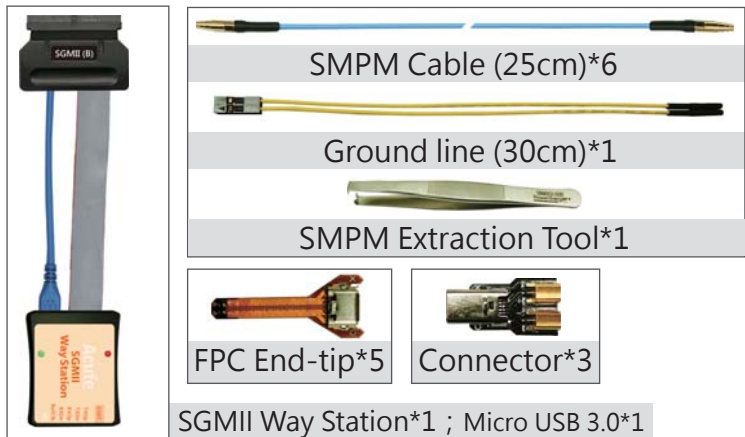 SGMII (B)
SMPM Cable (25cm)*6
Ground line (30cm)*1
SMPM Extraction Tool*1
Acute
SGMII
Way Station
FPC End-tip*5
Connector*3
SGMII Way Station*1 ; Micro USB 3.0*1